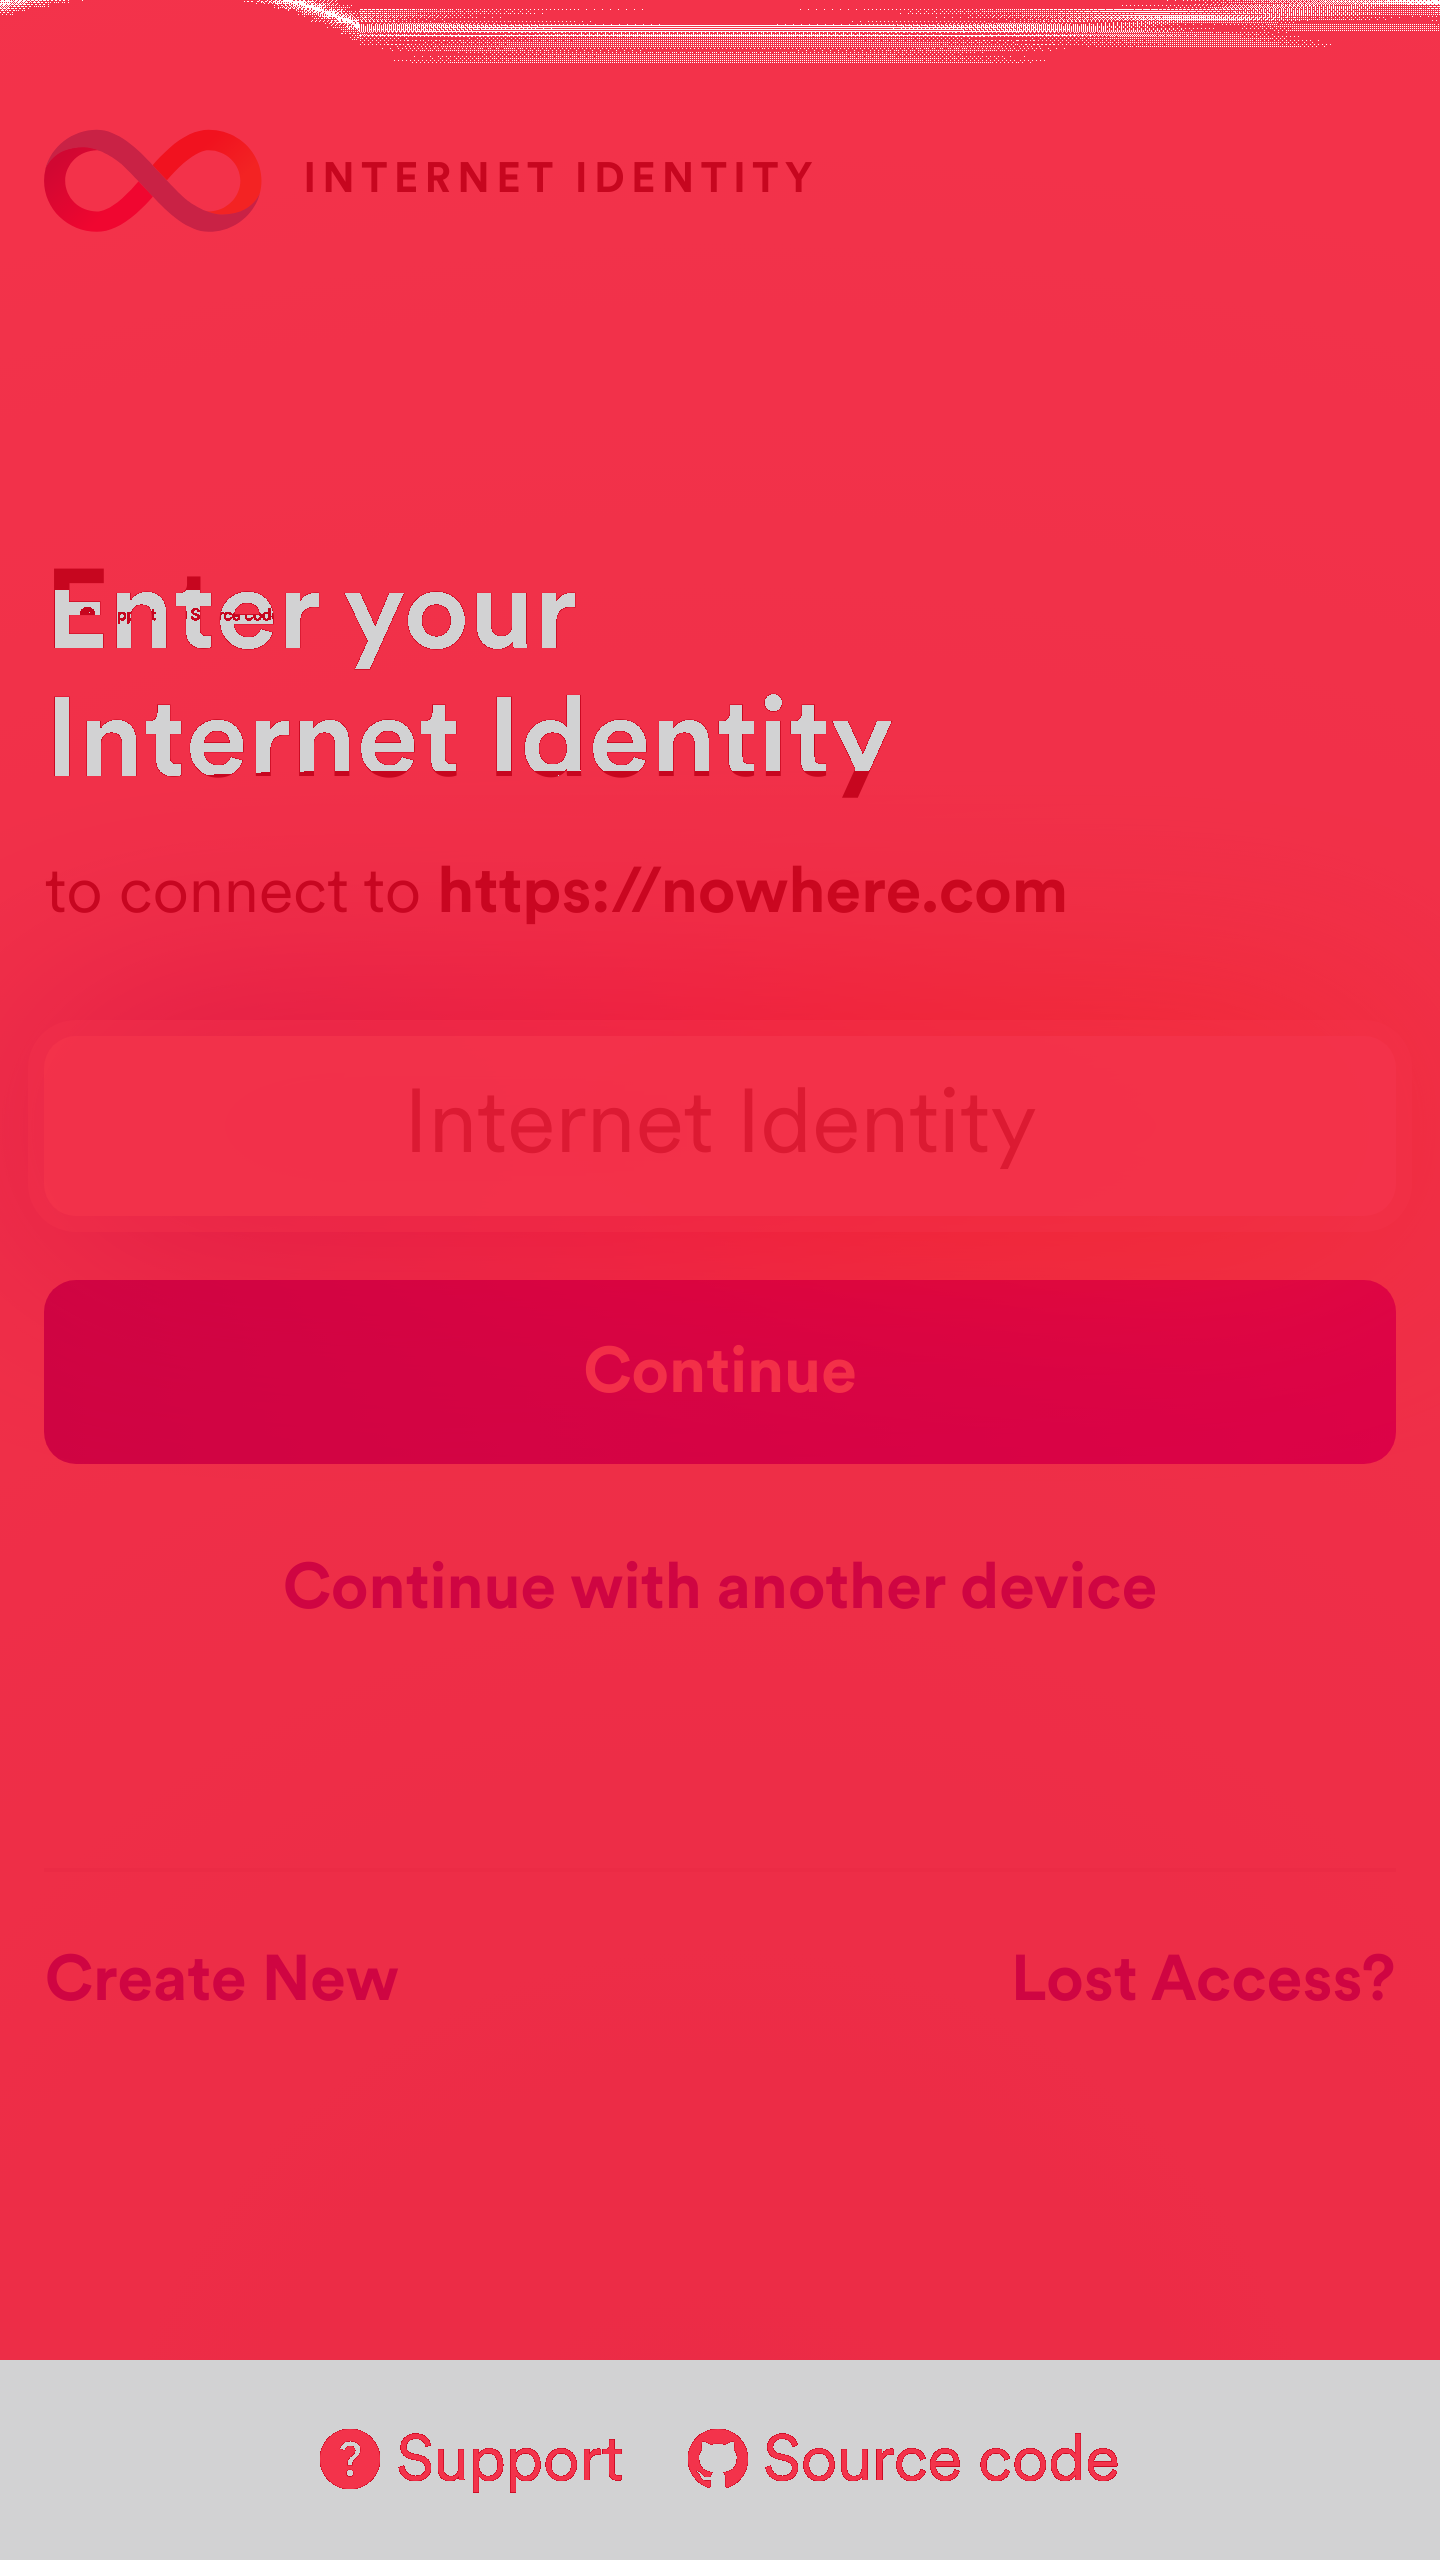 INTERNET IDENTITY
Enter your
Internet Identity
to connect to https://nowhere.com
Internet Identity
Continue
Continue with another device
Create New
Lost Access?
Support
Source code